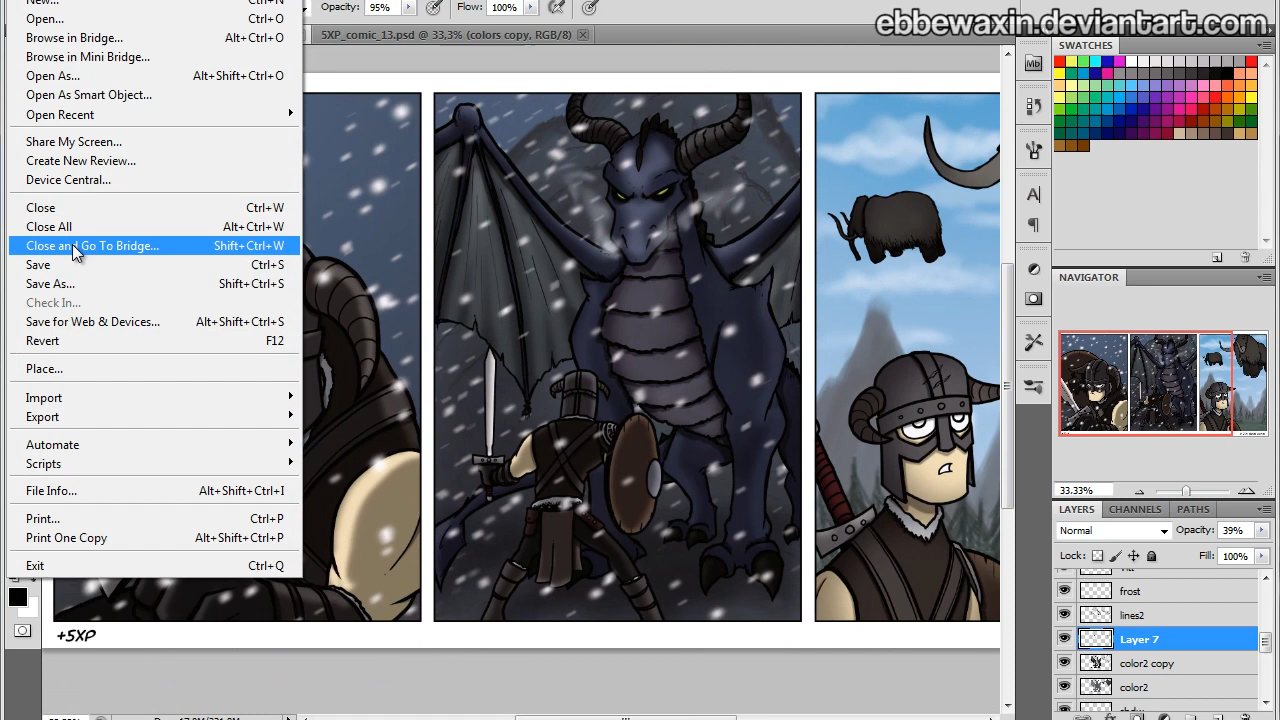 New...
Opacity: 95% Flow: 100%
ebbewaxin.deviantart.com
Open... Ctrl+O
5XP_comic_13.psd @ 33,3% (colors copy, RGB/8)
Browse in Bridge... Alt+Ctrl+O
Browse in Mini Bridge...
Open As... Alt+Shift+Ctrl+O
Open As Smart Object...
Open Recent
Share My Screen...
Create New Review...
Device Central...
Close Ctrl+W
Close All Alt+Ctrl+W
Close and Go To Bridge... Shift+Ctrl+W
Save Ctrl+S
Save As... Shift+Ctrl+S
Check In...
Save for Web & Devices... Alt+Shift+Ctrl+S
Revert F12
Place...
Import
Export
Automate
Scripts
File Info... Alt+Shift+Ctrl+I
Print... Ctrl+P
Print One Copy Alt+Shift+Ctrl+P
Exit Ctrl+Q
+5XP
Mb
A
SWATCHES
NAVIGATOR
33.33%
LAYERS CHANNELS PATHS
Normal Opacity: 39%
Lock: Fill: 100%
frost
lines2
Layer 7
color2 copy
color2